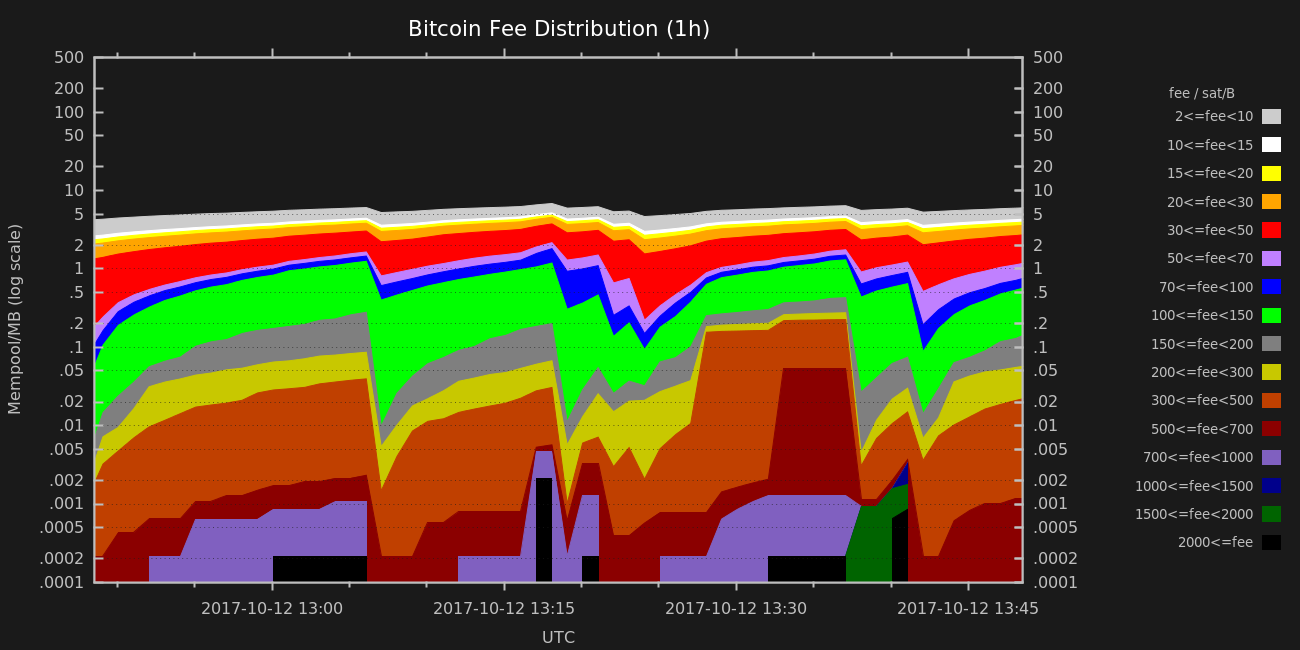 Bitcoin Fee Distribution (1h)
500 500
200 200
100 100
50 50
20 20
10 10
5 5
2 2
1 1
.5 .5
.2 .2
.1 .1
.05 .05
.02 .02
.01 .01
.005 .005
.002 .002
.001 .001
.0005 .0005
.0002 .0002
.0001 .0001
Mempool/MB (log scale)
2017-10-12 13:00 2017-10-12 13:15 2017-10-12 13:30 2017-10-12 13:45
UTC
fee / sat/B
2<=fee<10
10<=fee<15
15<=fee<20
20<=fee<30
30<=fee<50
50<=fee<70
70<=fee<100
100<=fee<150
150<=fee<200
200<=fee<300
300<=fee<500
500<=fee<700
700<=fee<1000
1000<=fee<1500
1500<=fee<2000
2000<=fee